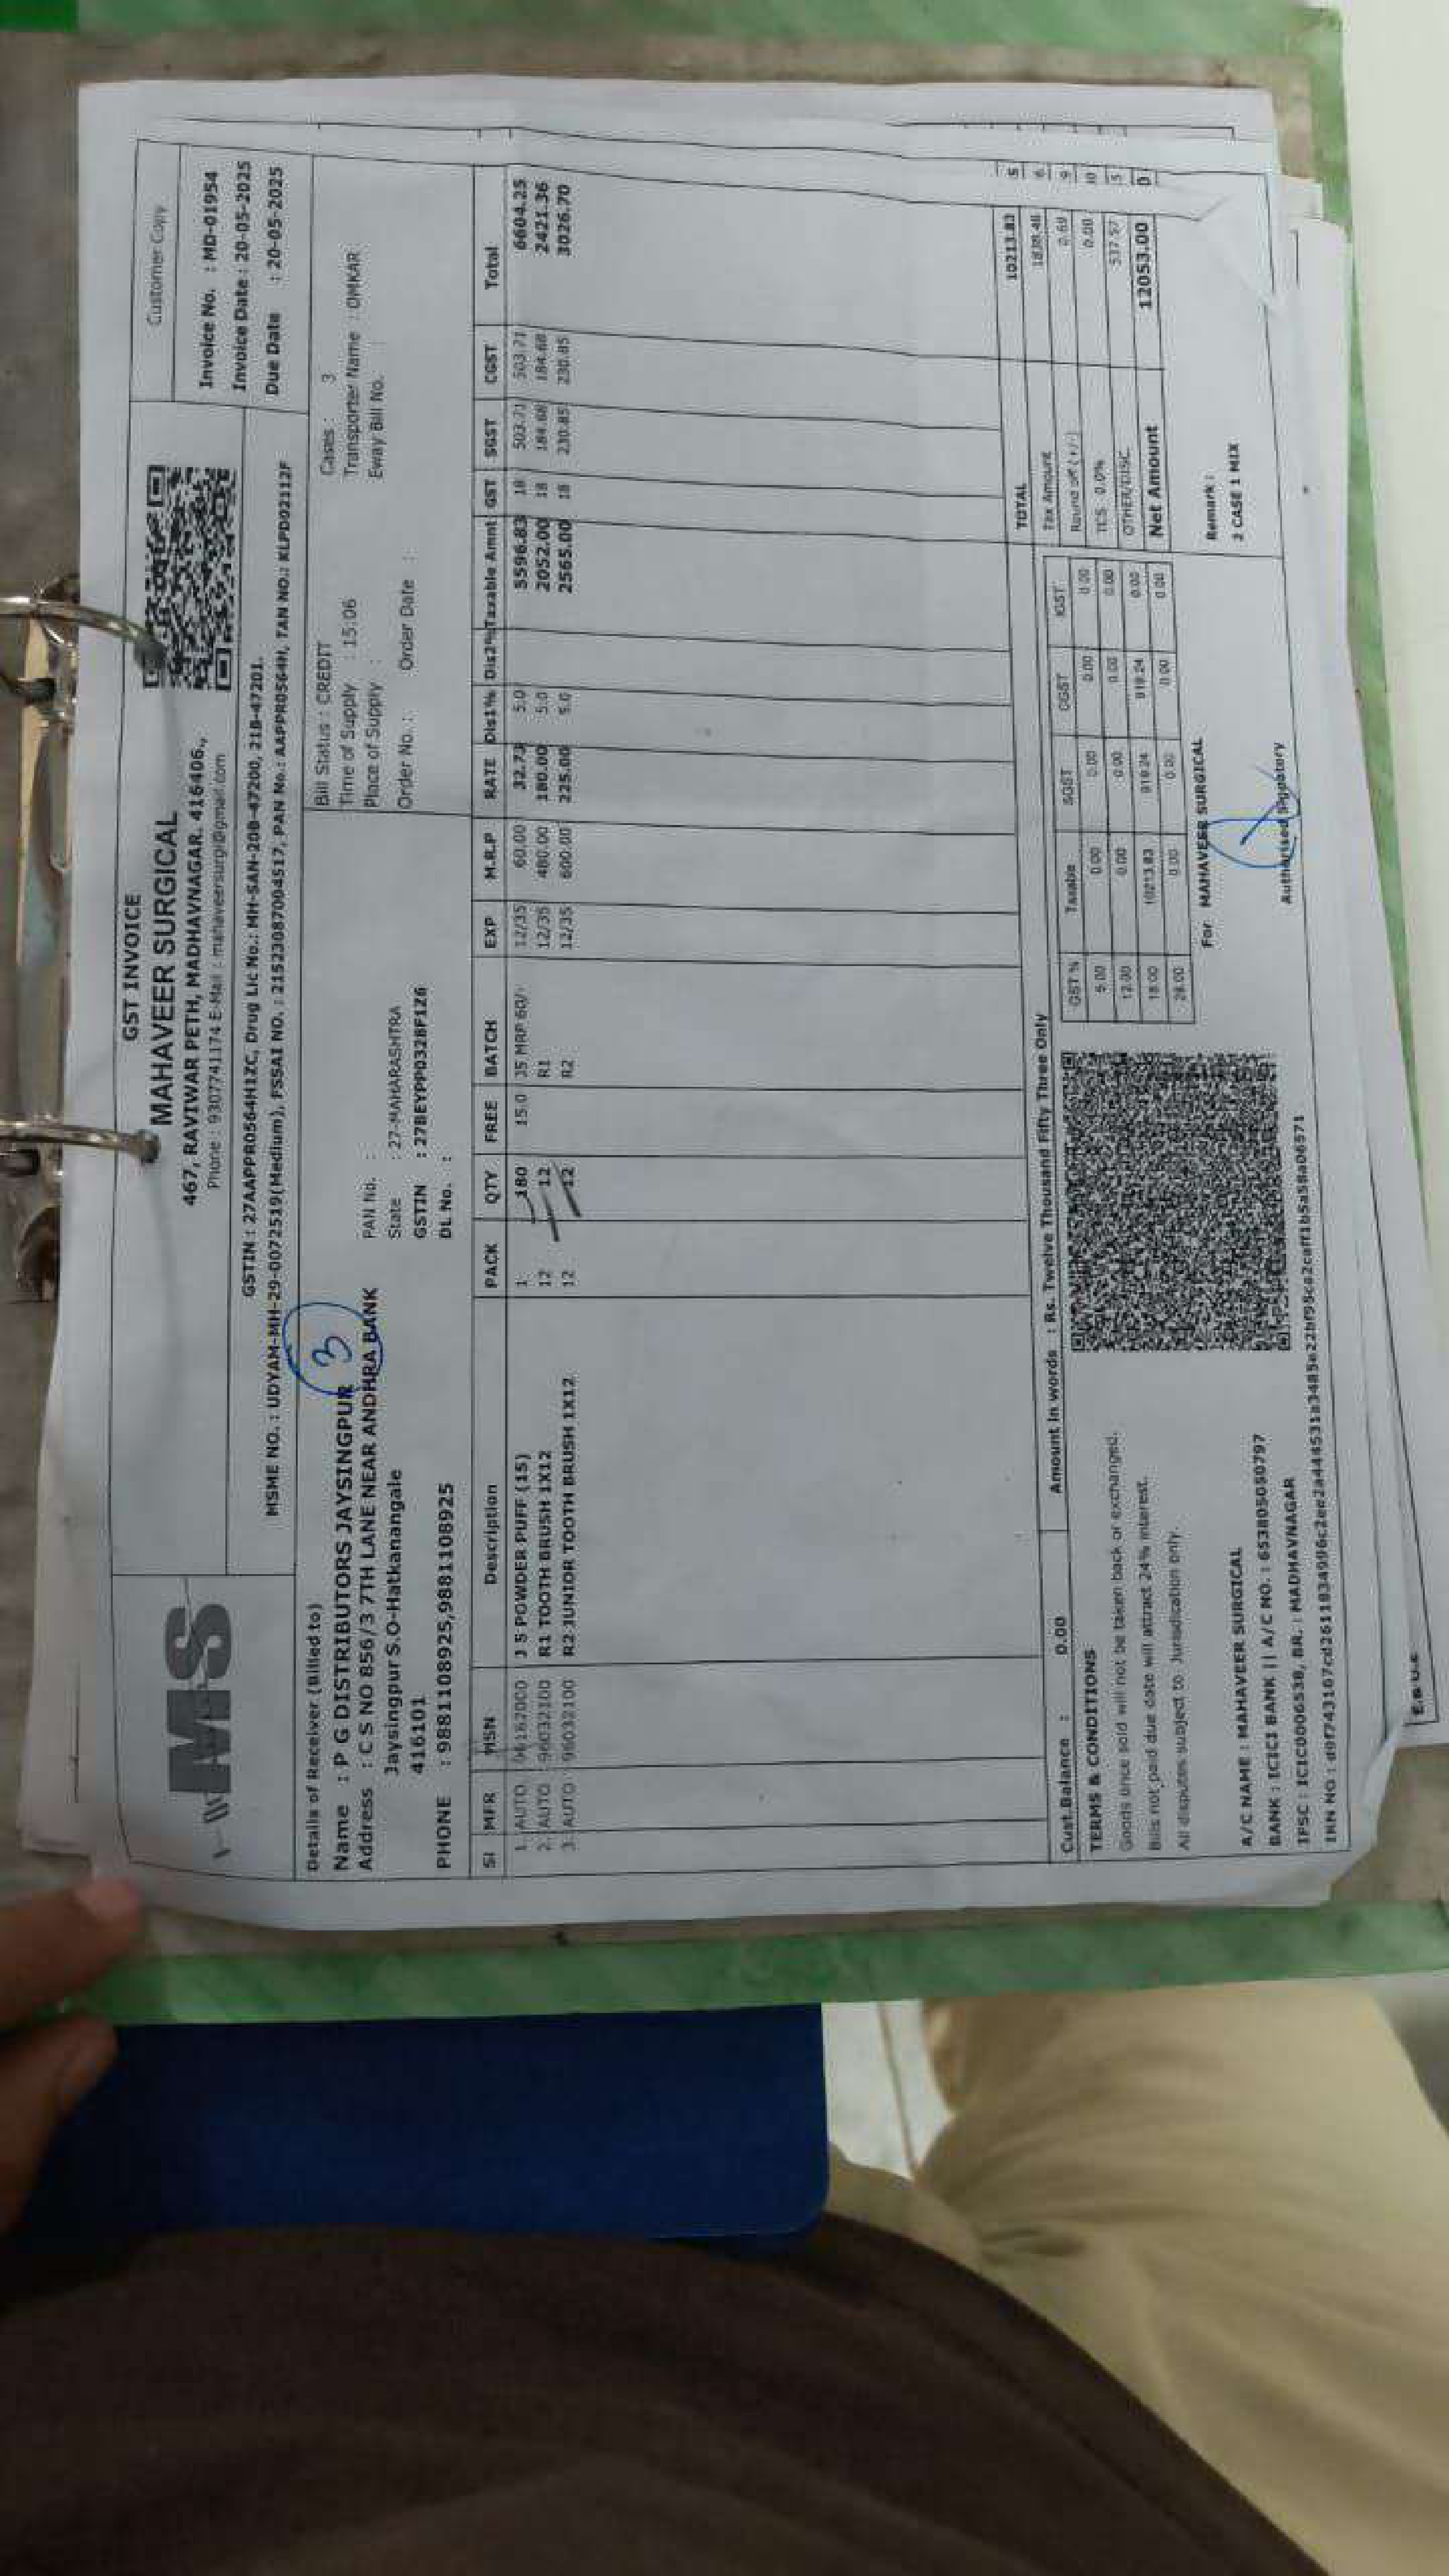 GST INVOICE
Customer Copy
MS
MAHAVEER SURGICAL
467, RAVIWAR PETH, MADHAVNAGAR. 416406.,
Phone : 9307741174 E-Mail : mahaveersurgi@gmail.com
Invoice No. : MD-01954
Invoice Date : 20-05-2025
Due Date : 20-05-2025
GSTIN : 27AAPPR0564H1ZC, Drug Lic No.: MH-SAN-20B-47200, 21B-47201.
MSME NO. : UDYAM-MH-29-0072519(Medium), FSSAI NO. : 21523087004517, PAN No.: AAPPR0564H, TAN NO.: KLPD02112F
Details of Receiver (Billed to)
Name : P G DISTRIBUTORS JAYSINGPUR
3
Address : C S NO 856/3 7TH LANE NEAR ANDHRA BANK
Jaysingpur S.O-Hatkanangale
416101
PHONE : 9881108925,9881108925
PAN No. :
State : 27-MAHARASHTRA
GSTIN : 27BEYPP0328F1Z6
DL No. :
Bill Status : CREDIT
Time of Supply : 15:06
Place of Supply :
Order No. : Order Date :
Cases : 3
Transporter Name : OMKAR
Eway Bill No. :
Sl MFR HSN Description PACK QTY FREE BATCH EXP M.R.P RATE Dis1% Dis2% Taxable Amnt GST SGST CGST Total
1. AUTO 96162000 J S POWDER PUFF (15) 1 180 15.0 35 MRP 60/- 12/35 60.00 32.73 5.0 5596.83 18 503.71 503.71 6604.25
2. AUTO 96032100 R1 TOOTH BRUSH 1X12 12 12 R1 12/35 480.00 180.00 5.0 2052.00 18 184.68 184.68 2421.36
3. AUTO 96032100 R2 JUNIOR TOOTH BRUSH 1X12 12 12 R2 12/35 600.00 225.00 5.0 2565.00 18 230.85 230.85 3026.70
TOTAL 10213.83
Cust.Balance : 0.00 Amount In words : Rs. Twelve Thousand Fifty Three Only
Tax Amount 1838.48
Round off (+/-) 0.69
TCS 0.0% 0.00
OTHER/DISC 537.57
Net Amount 12053.00
GST % Taxable SGST CGST IGST
5.00 0.00 0.00 0.00 0.00
12.00 0.00 0.00 0.00 0.00
18.00 10213.83 919.24 919.24 0.00
28.00 0.00 0.00 0.00 0.00
TERMS & CONDITIONS
Goods once sold will not be taken back or exchanged.
Bills not paid due date will attract 24% interest.
All disputes subject to Jurisdication only.
For MAHAVEER SURGICAL
Authorised Signatory
Remark :
2 CASE 1 MIX
A/C NAME : MAHAVEER SURGICAL
BANK : ICICI BANK || A/C NO. : 653805050797
IFSC : ICIC0006538, BR. : MADHAVNAGAR
E.& O.E